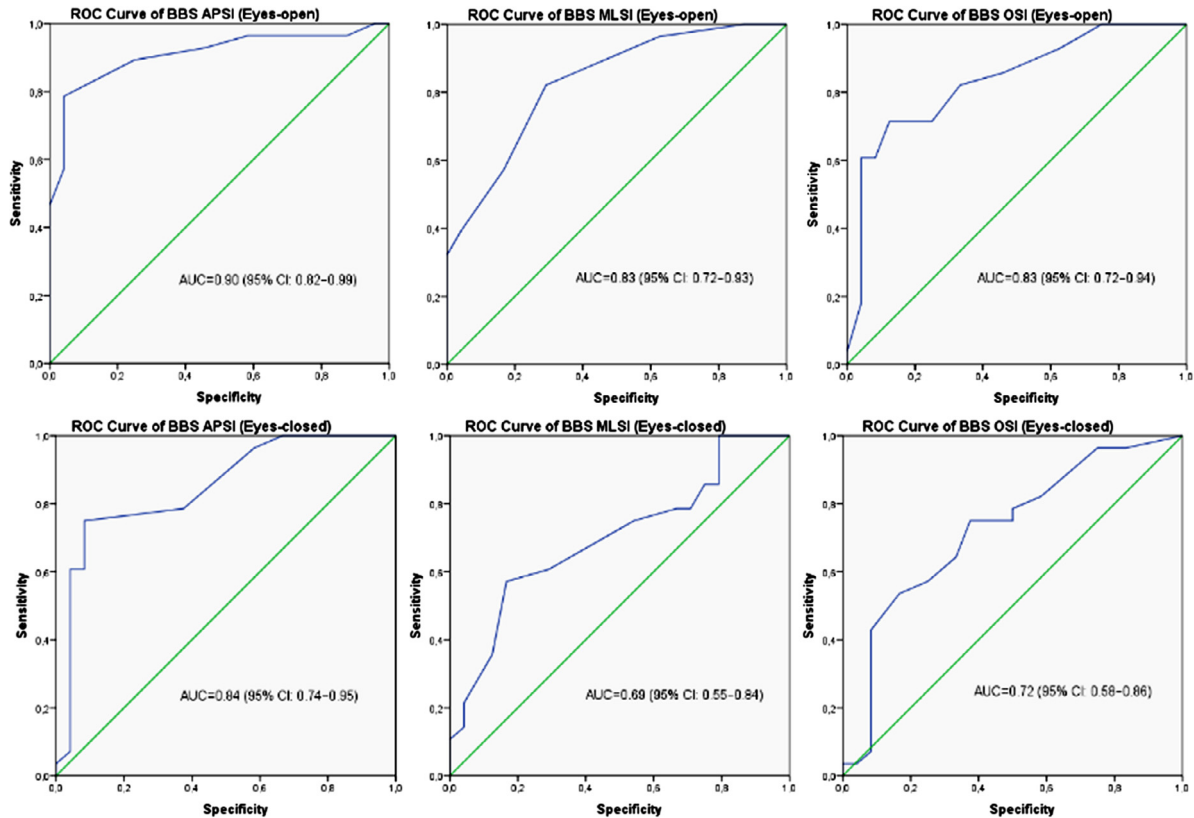 ROC Curve of BBS APSI (Eyes-open)
1,0
0,8
0,6
0,4
0,2
0,0
Sensitivity
AUC=0.90 (95% CI: 0.82-0.99)
0,0 0,2 0,4 0,6 0,8 1,0
Specificity
ROC Curve of BBS MLSI (Eyes-open)
1,0
0,8
0,6
0,4
0,2
0,0
Sensitivity
AUC=0.83 (95% CI: 0.72-0.93)
0,0 0,2 0,4 0,6 0,8 1,0
Specificity
ROC Curve of BBS OSI (Eyes-open)
1,0
0,8
0,6
0,4
0,2
0,0
Sensitivity
AUC=0.83 (95% CI: 0.72-0.94)
0,0 0,2 0,4 0,6 0,8 1,0
Specificity
ROC Curve of BBS APSI (Eyes-closed)
1,0
0,8
0,6
0,4
0,2
0,0
Sensitivity
AUC=0.84 (95% CI: 0.74-0.95)
0,0 0,2 0,4 0,6 0,8 1,0
Specificity
ROC Curve of BBS MLSI (Eyes-closed)
1,0
0,8
0,6
0,4
0,2
0,0
Sensitivity
AUC=0.69 (95% CI: 0.55-0.84)
0,0 0,2 0,4 0,6 0,8 1,0
Specificity
ROC Curve of BBS OSI (Eyes-closed)
1,0
0,8
0,6
0,4
0,2
0,0
Sensitivity
AUC=0.72 (95% CI: 0.58-0.86)
0,0 0,2 0,4 0,6 0,8 1,0
Specificity